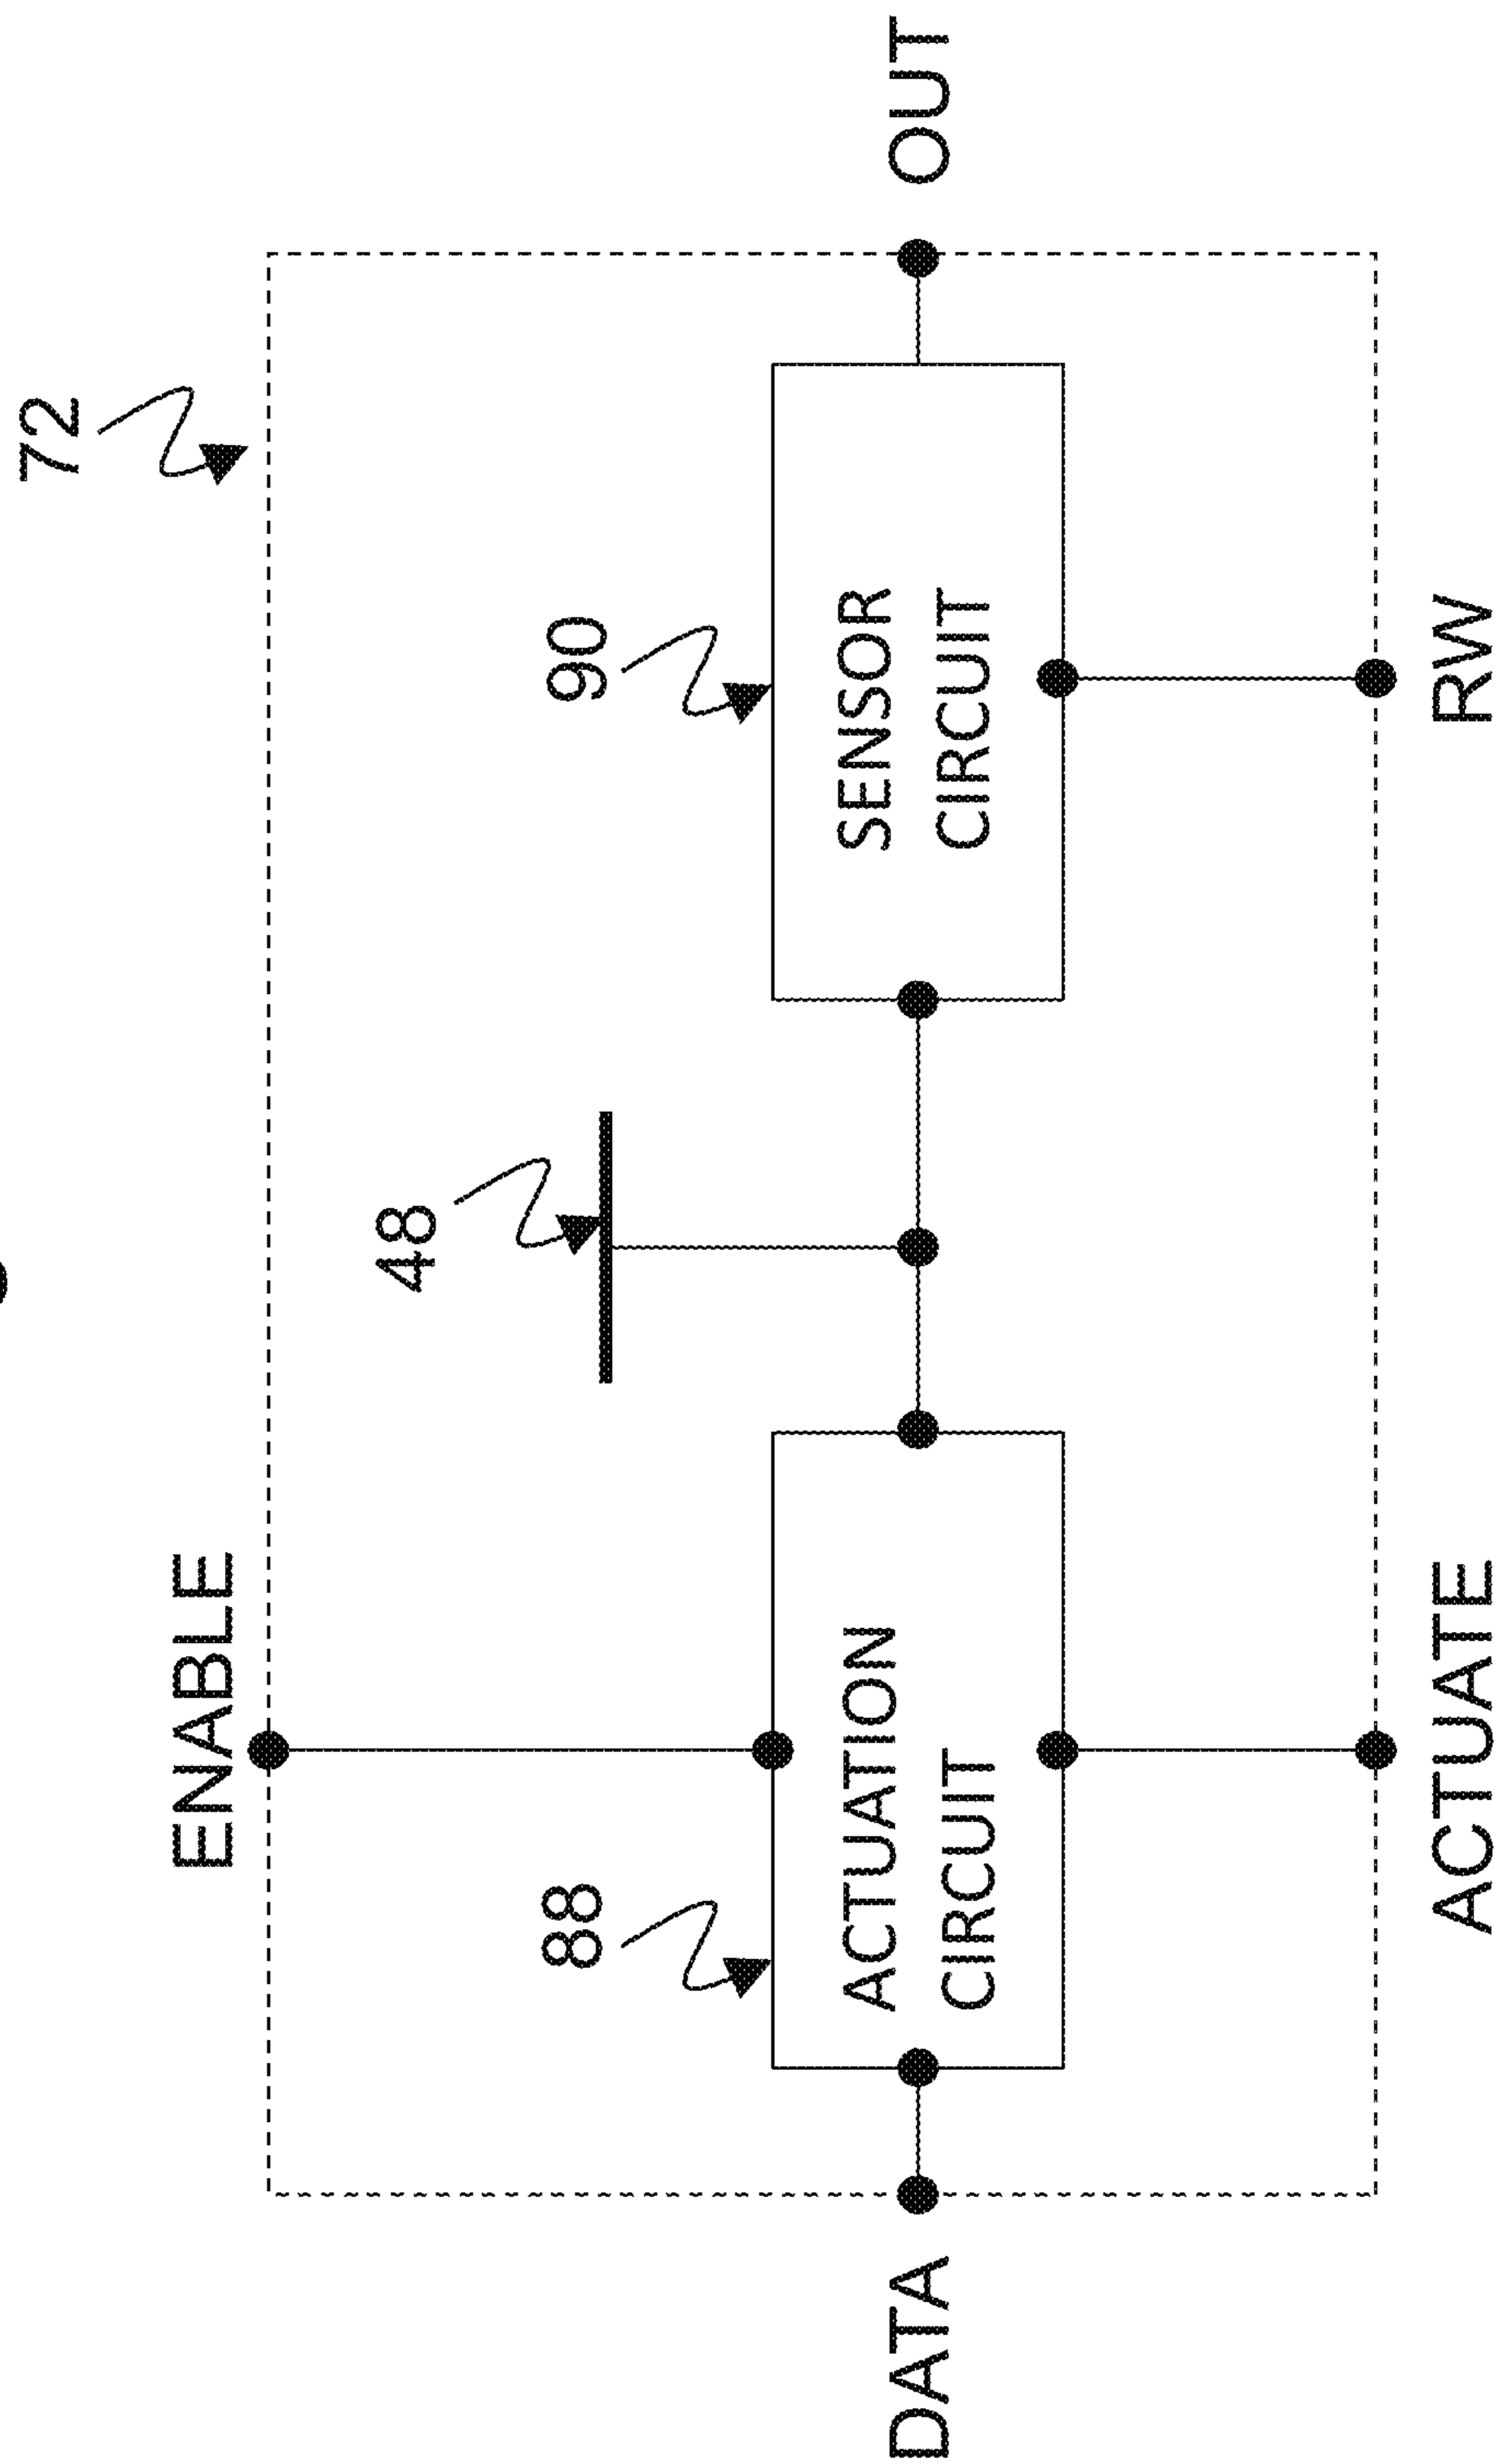 72
ENABLE
48
88
90
DATA
ACTUATION
CIRCUIT
SENSOR
CIRCUIT
OUT
ACTUATE
RW